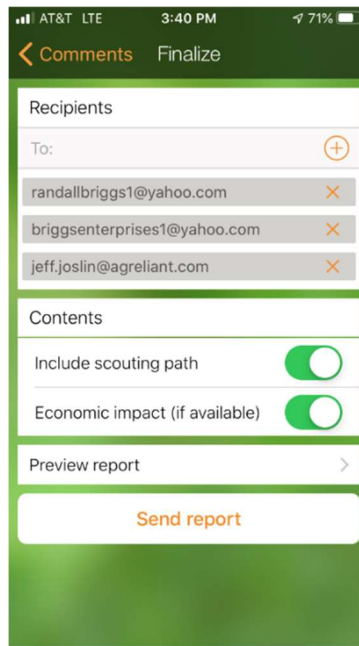 AT&T LTE 3:40 PM 71%
Comments Finalize
Recipients
To:
randallbriggs1@yahoo.com
briggsenterprises1@yahoo.com
jeff.joslin@agreliant.com
Contents
Include scouting path
Economic impact (if available)
Preview report
Send report